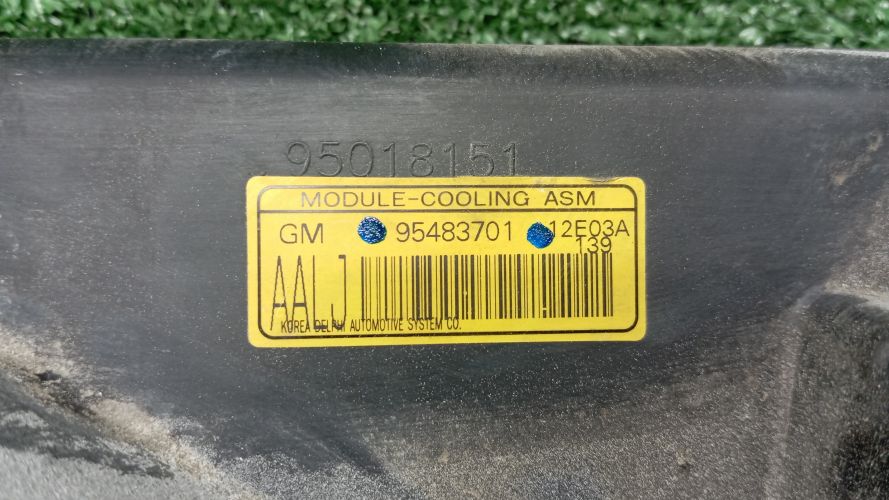 95018151
MODULE-COOLING ASM
GM 95483701 12E03A
139
AALJ
KOREA DELPHI AUTOMOTIVE SYSTEM CO.